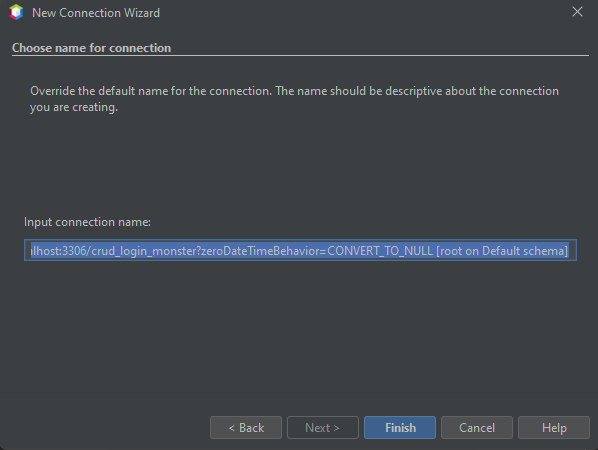 New Connection Wizard
Choose name for connection
Override the default name for the connection. The name should be descriptive about the connection
you are creating.
Input connection name:
lhost:3306/crud_login_monster?zeroDateTimeBehavior=CONVERT_TO_NULL [root on Default schema]
< Back
Next >
Finish
Cancel
Help